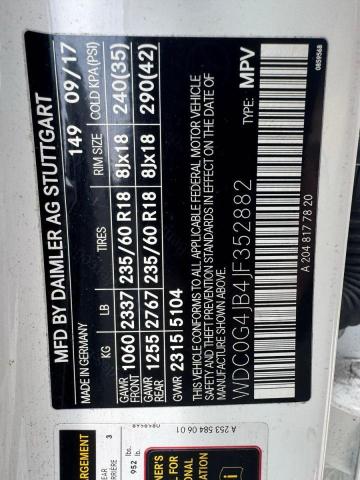 MFD BY DAIMLER AG STUTTGART
MADE IN GERMANY 149 09/17
KG LB TIRES RIM SIZE COLD KPA(PSI)
GAWR FRONT 1060 2337 235/60 R18 8Jx18 240(35)
GAWR REAR 1255 2767 235/60 R18 8Jx18 290(42)
GVWR 2315 5104
THIS VEHICLE CONFORMS TO ALL APPLICABLE FEDERAL MOTOR VEHICLE
SAFETY AND THEFT PREVENTION STANDARDS IN EFFECT ON THE DATE OF
MANUFACTURE SHOWN ABOVE.
WDC0G4JB4JF352882
TYPE: MPV
0859568
A 204 817 78 20
A 253 584 06 01
3
952
lb.